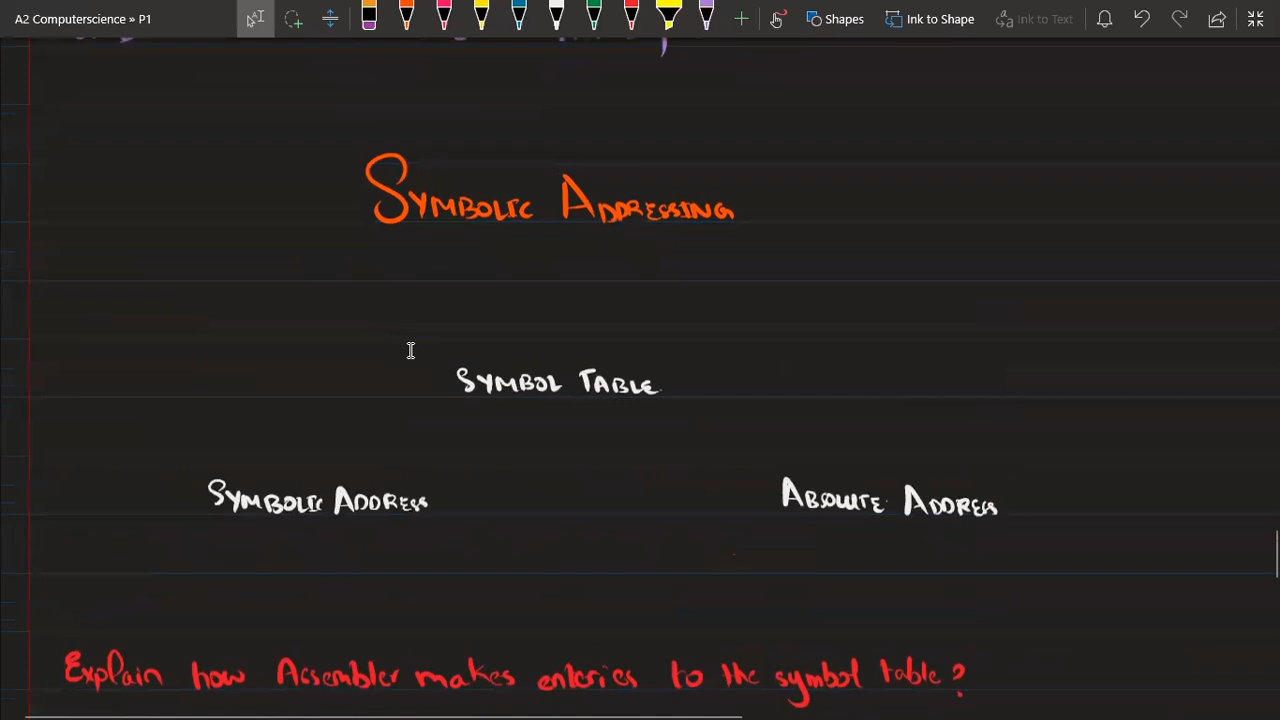 A2 Computerscience » P1
Shapes
Ink to Shape
Ink to Text
SYMBOLIC ADDRESSING
SYMBOL TABLE
SYMBOLIC ADDRESS
ABSOLUTE ADDRESS
Explain how Assembler makes enteries to the symbol table?